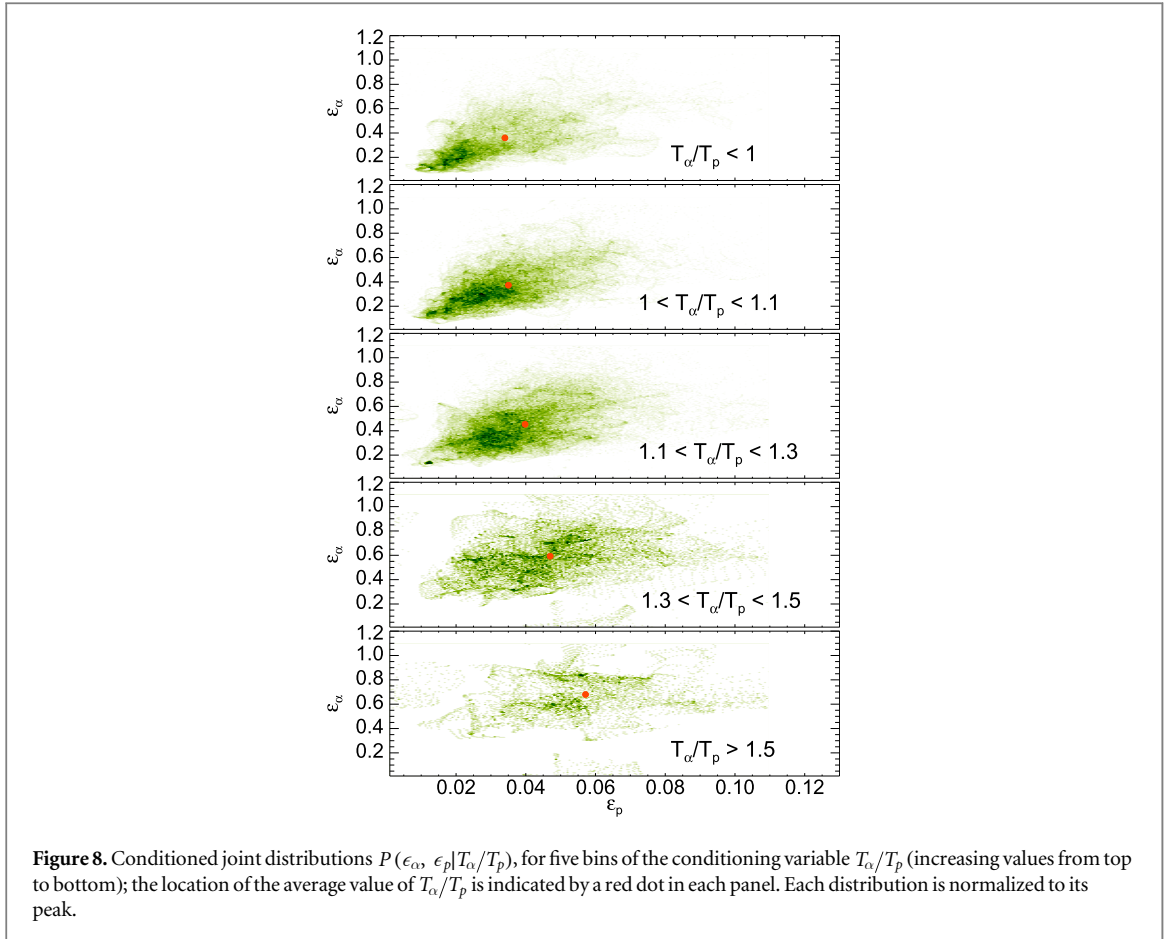 1.2
1.0
0.8
0.6
0.4
0.2
εα
Tα/Tp < 1
1.2
1.0
0.8
0.6
0.4
0.2
εα
1 < Tα/Tp < 1.1
1.2
1.0
0.8
0.6
0.4
0.2
εα
1.1 < Tα/Tp < 1.3
1.2
1.0
0.8
0.6
0.4
0.2
εα
1.3 < Tα/Tp < 1.5
1.2
1.0
0.8
0.6
0.4
0.2
εα
Tα/Tp > 1.5
0.02 0.04 0.06 0.08 0.10 0.12
εp
Figure 8. Conditioned joint distributions P(ϵα, ϵp|Tα/Tp), for five bins of the conditioning variable Tα/Tp (increasing values from top
to bottom); the location of the average value of Tα/Tp is indicated by a red dot in each panel. Each distribution is normalized to its
peak.